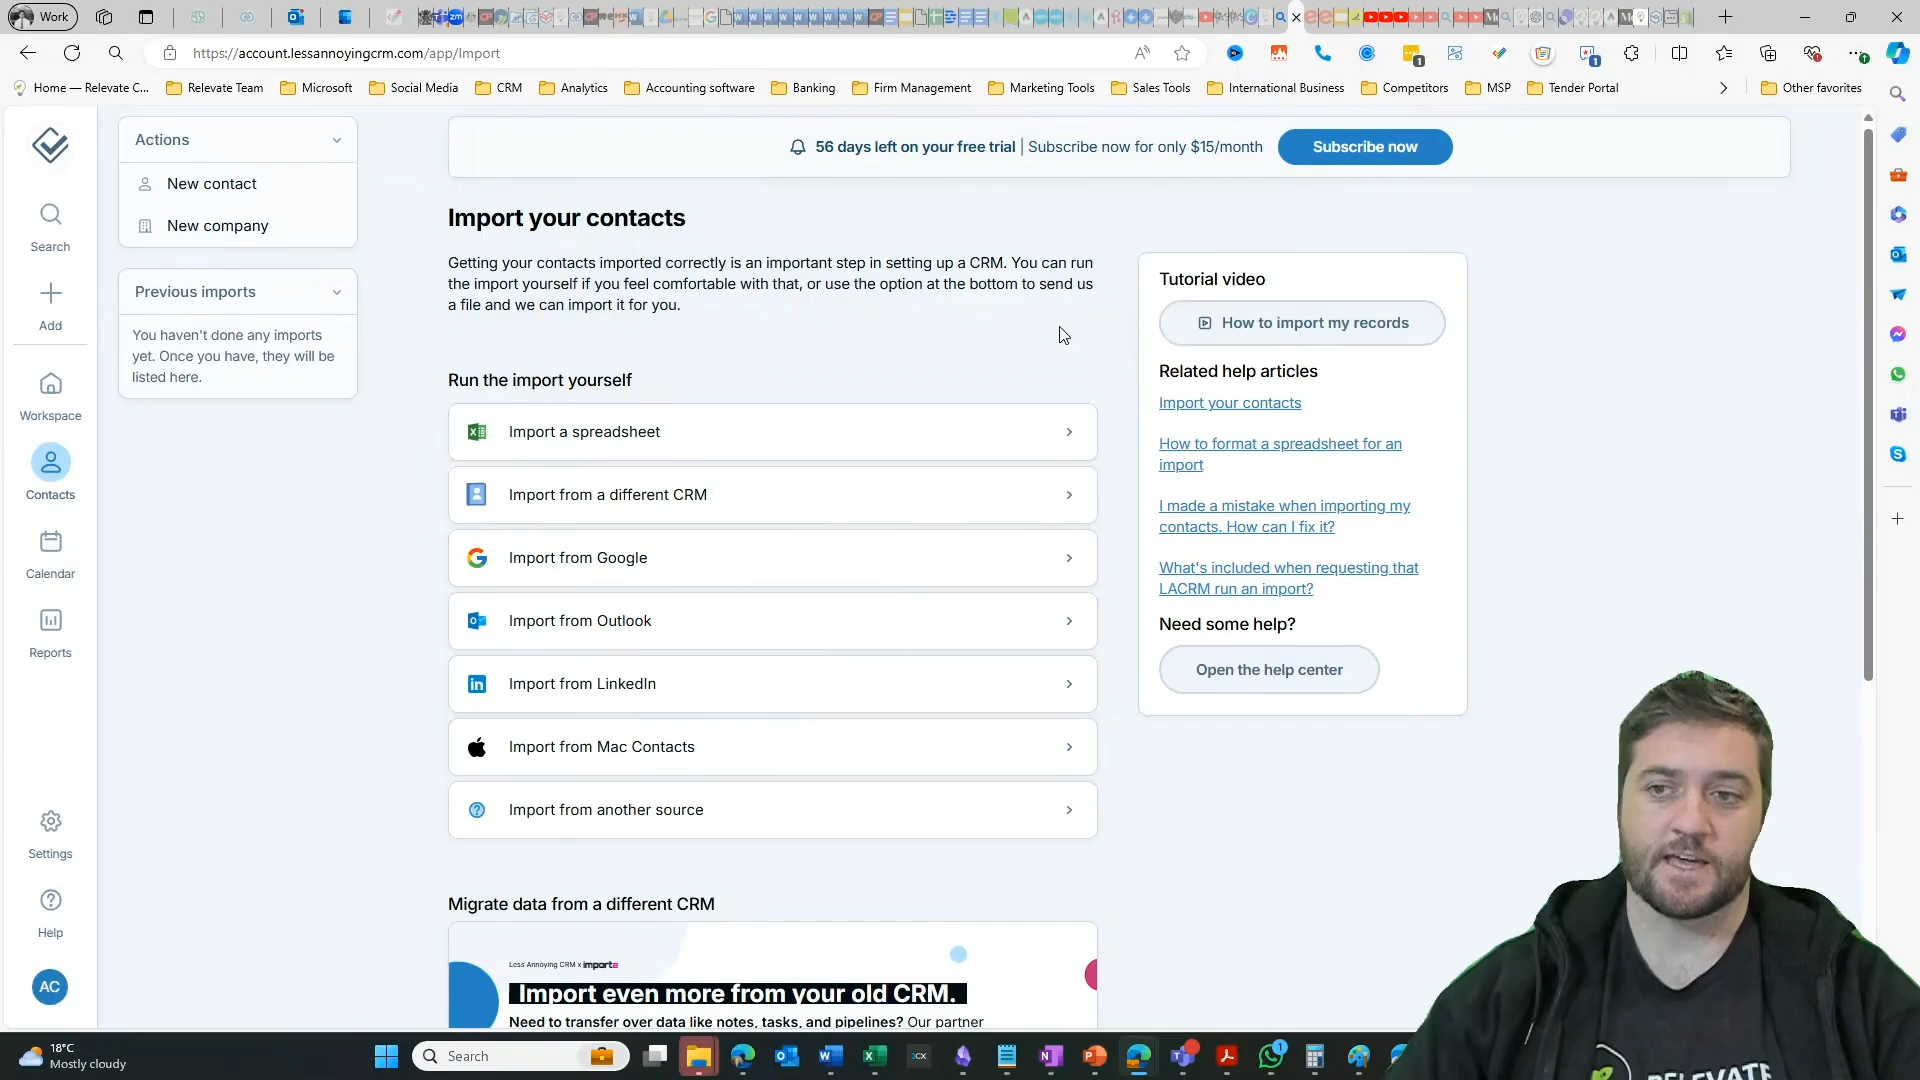 Work
https://account.lessannoyingcrm.com/app/Import
Home — Relevate C...
Relevate Team
Microsoft
Social Media
CRM
Analytics
Accounting software
Banking
Firm Management
Marketing Tools
Sales Tools
International Business
Competitors
MSP
Tender Portal
Other favorites
Actions
New contact
New company
Previous imports
You haven't done any imports
yet. Once you have, they will be
listed here.
Search
Add
Workspace
Contacts
Calendar
Reports
Settings
Help
AC
56 days left on your free trial | Subscribe now for only $15/month
Subscribe now
Import your contacts
Getting your contacts imported correctly is an important step in setting up a CRM. You can run
the import yourself if you feel comfortable with that, or use the option at the bottom to send us
a file and we can import it for you.
Run the import yourself
Import a spreadsheet
Import from a different CRM
Import from Google
Import from Outlook
Import from LinkedIn
Import from Mac Contacts
Import from another source
Migrate data from a different CRM
Less Annoying CRM x import2
Import even more from your old CRM.
Need to transfer over data like notes, tasks, and pipelines? Our partner
Tutorial video
How to import my records
Related help articles
Import your contacts
How to format a spreadsheet for an
import
I made a mistake when importing my
contacts. How can I fix it?
What's included when requesting that
LACRM run an import?
Need some help?
Open the help center
RELEVATE
18°C
Mostly cloudy
Search
3CX
1